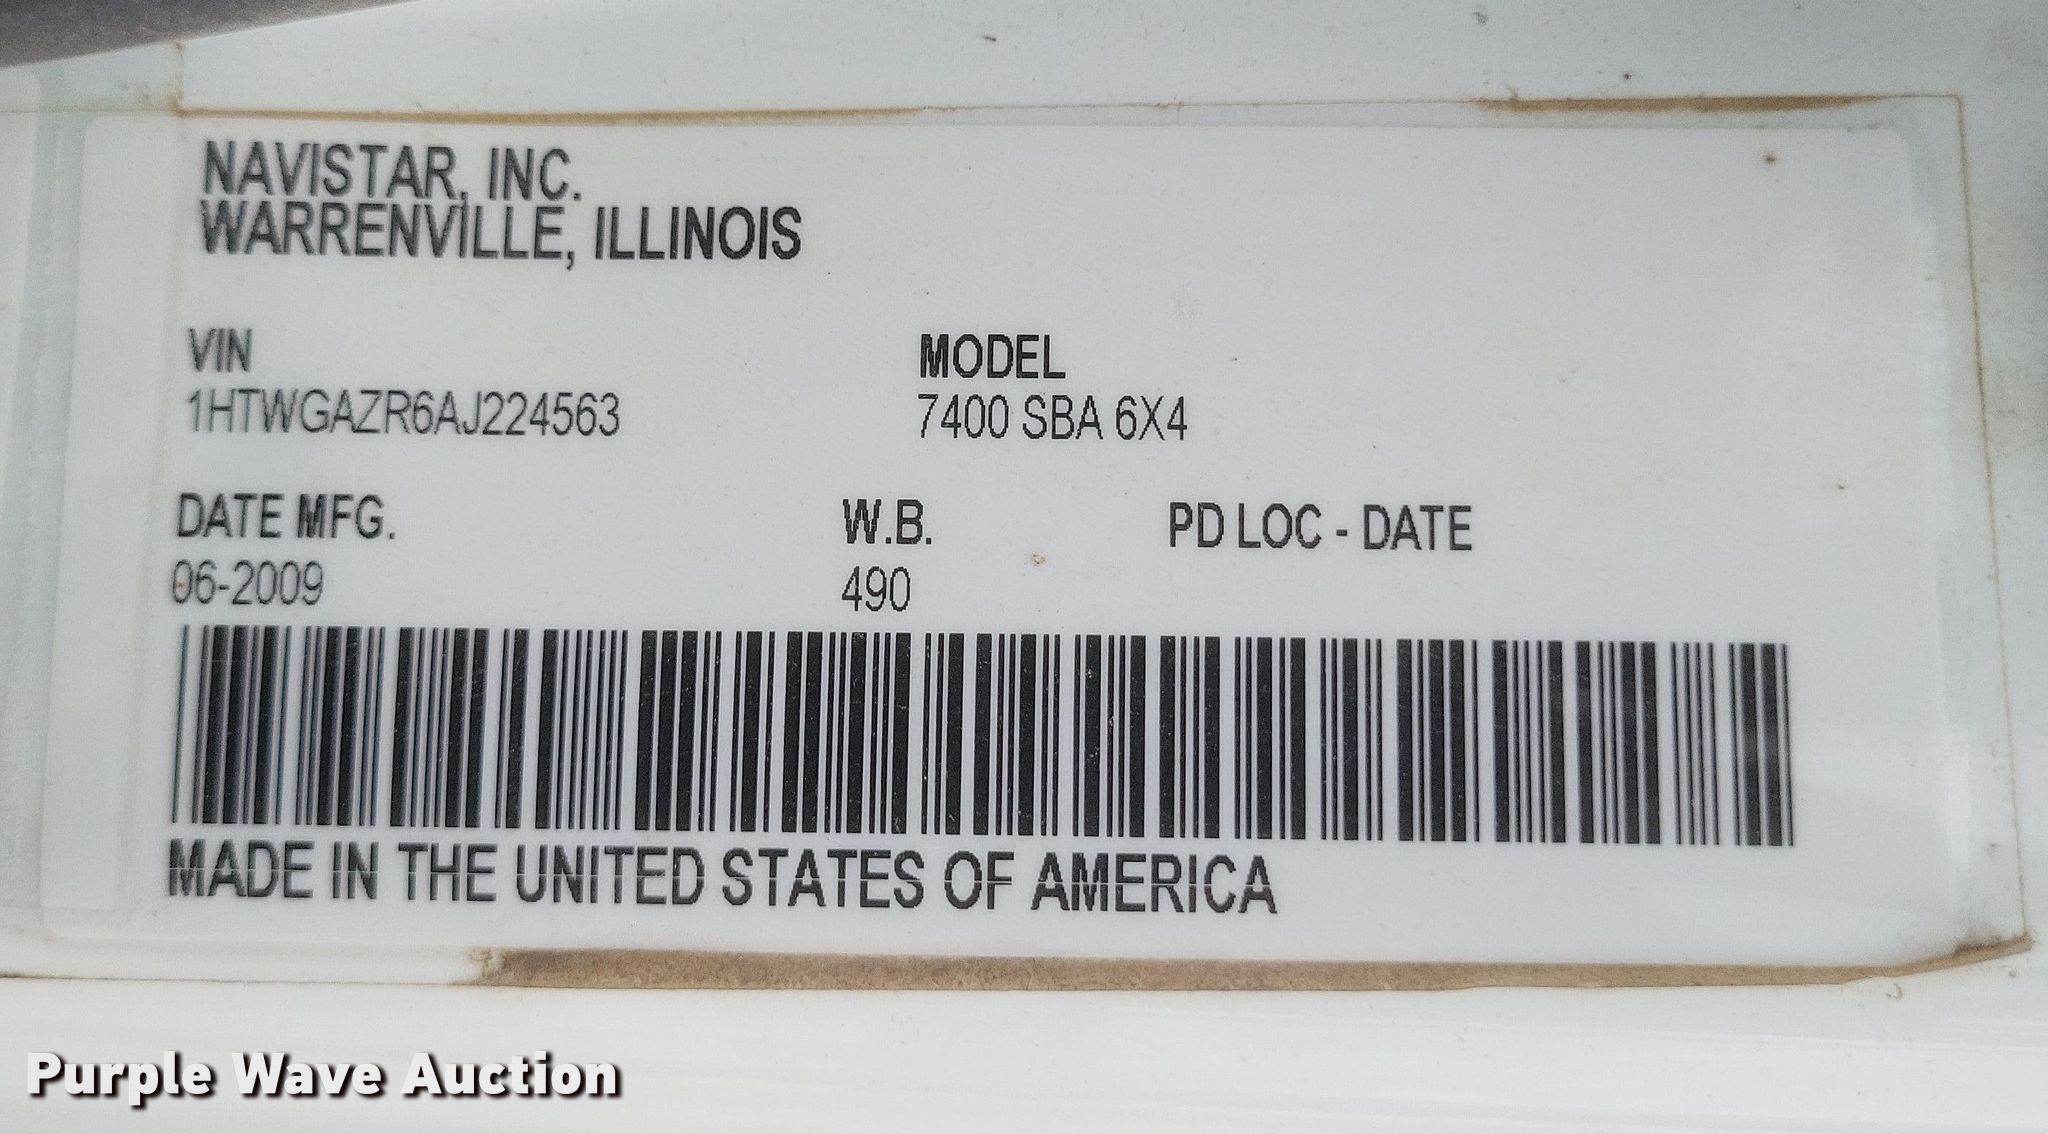 NAVISTAR, INC.
WARRENVILLE, ILLINOIS
VIN MODEL
1HTWGAZR6AJ224563 7400 SBA 6X4
DATE MFG. W.B. PD LOC - DATE
06-2009 490
MADE IN THE UNITED STATES OF AMERICA
Purple Wave Auction